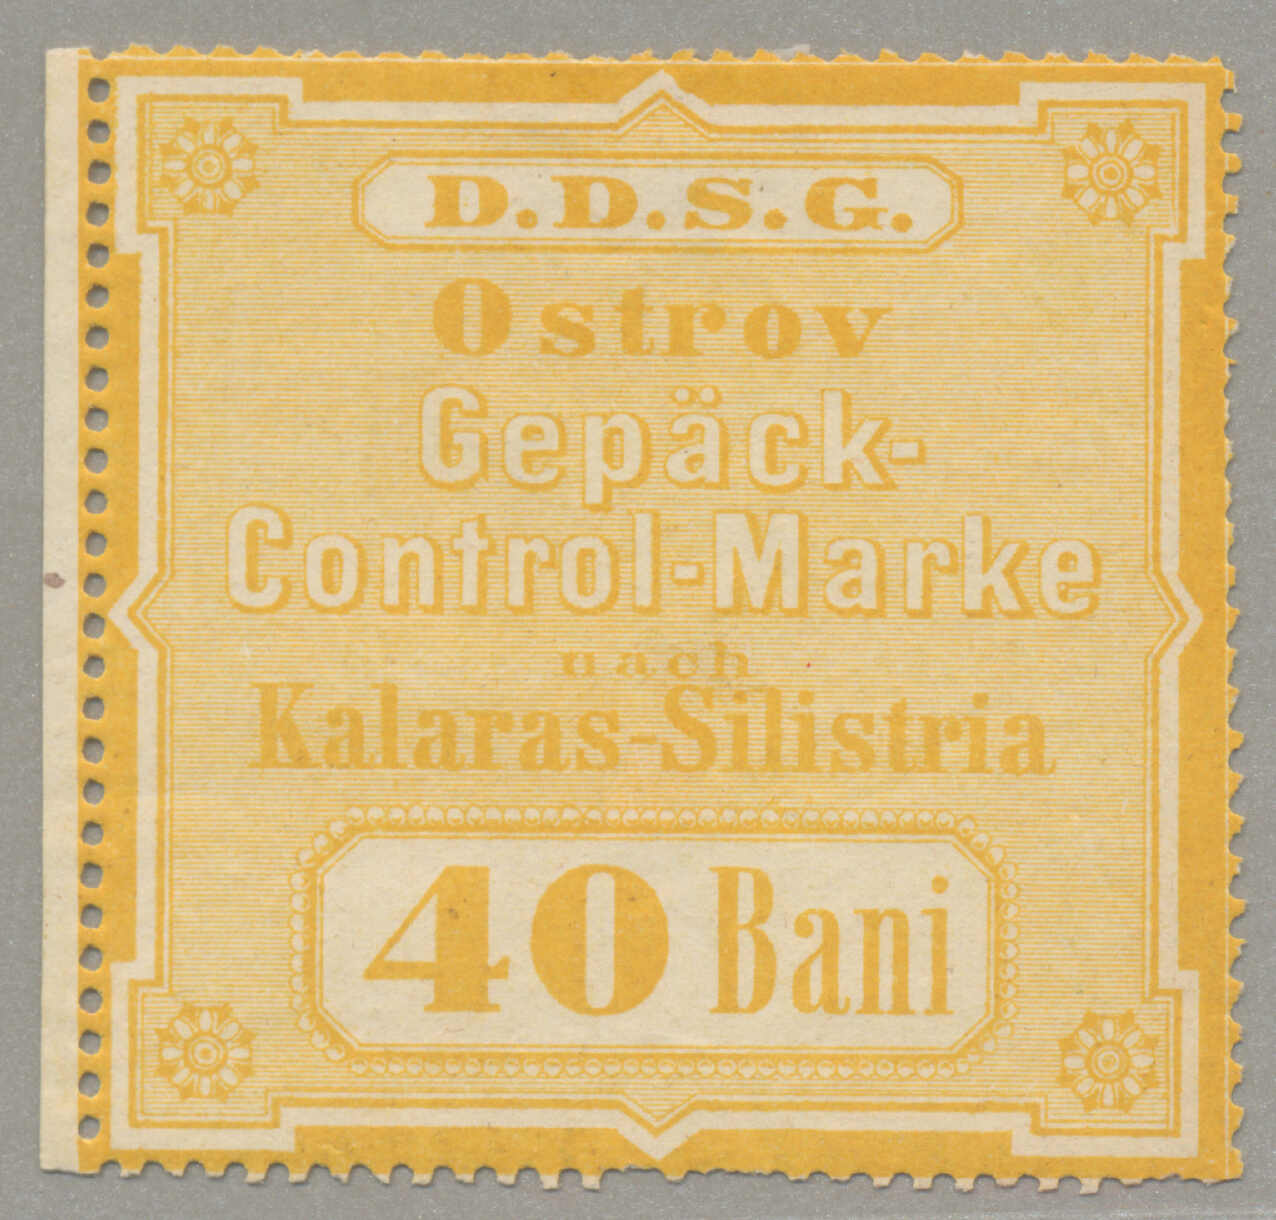 D.D.S.G.
Ostrov
Gepäck-
Control-Marke
nach
Kalaras-Silistria
40 Bani